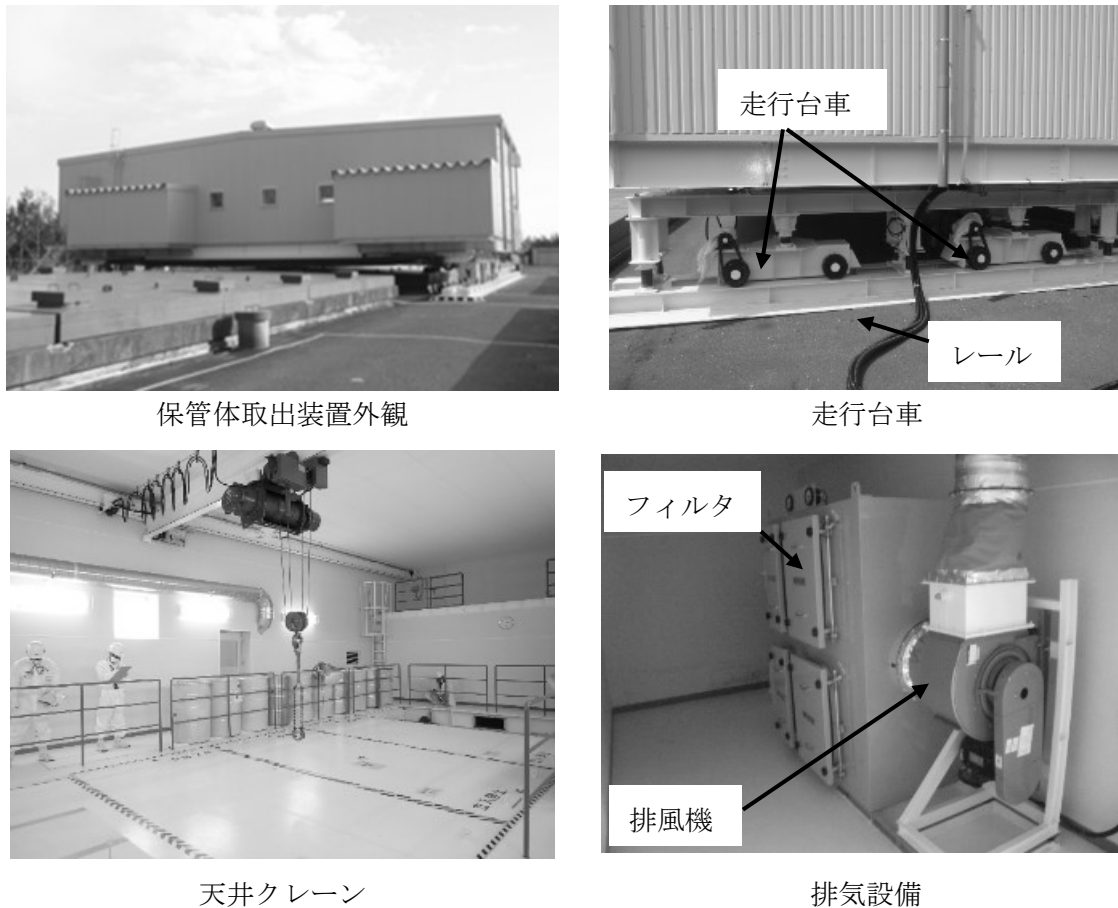 走行台車
レール
保管体取出装置外観
走行台車
フィルタ
排風機
天井クレーン
排気設備